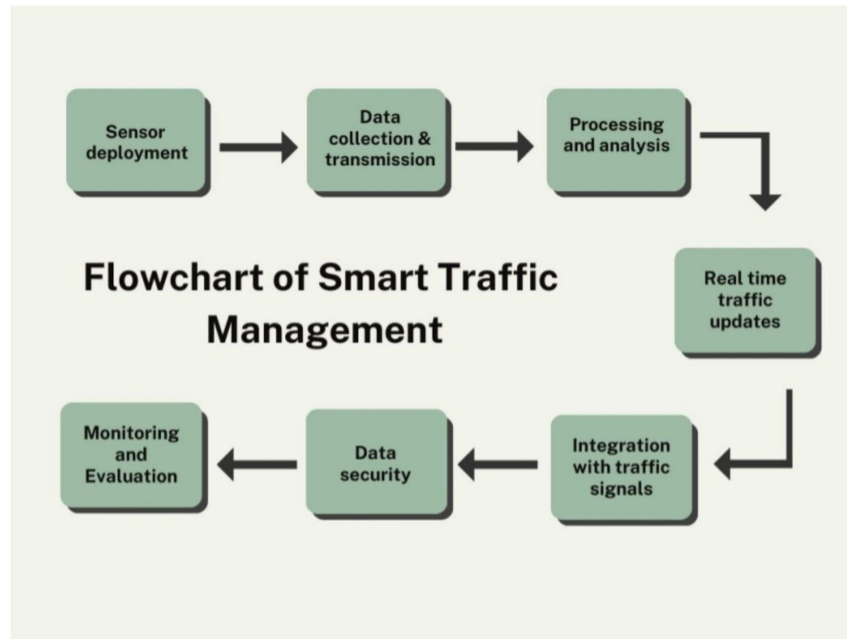 Sensor
deployment
Data
collection &
transmission
Processing
and analysis
Flowchart of Smart Traffic
Management
Real time
traffic
updates
Integration
with traffic
signals
Data
security
Monitoring
and
Evaluation